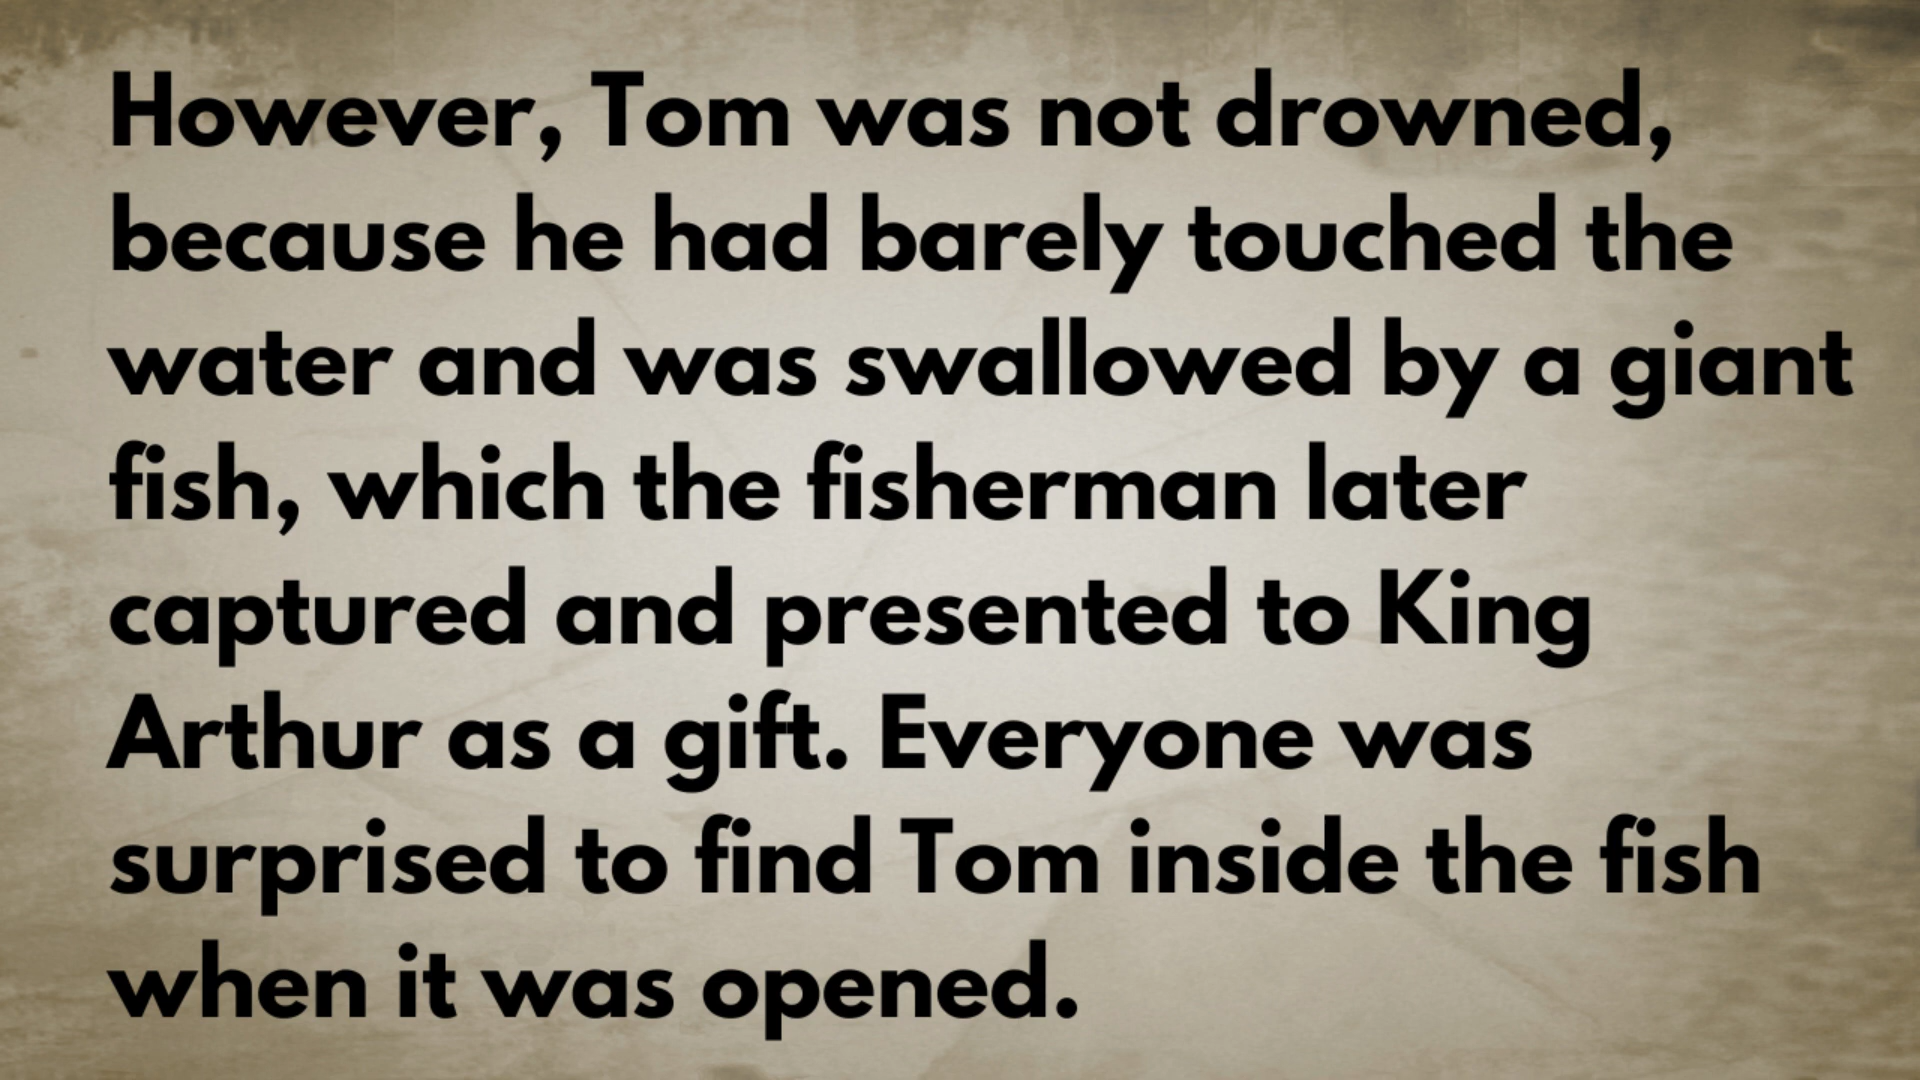 However, Tom was not drowned,
because he had barely touched the
water and was swallowed by a giant
fish, which the fisherman later
captured and presented to King
Arthur as a gift. Everyone was
surprised to find Tom inside the fish
when it was opened.